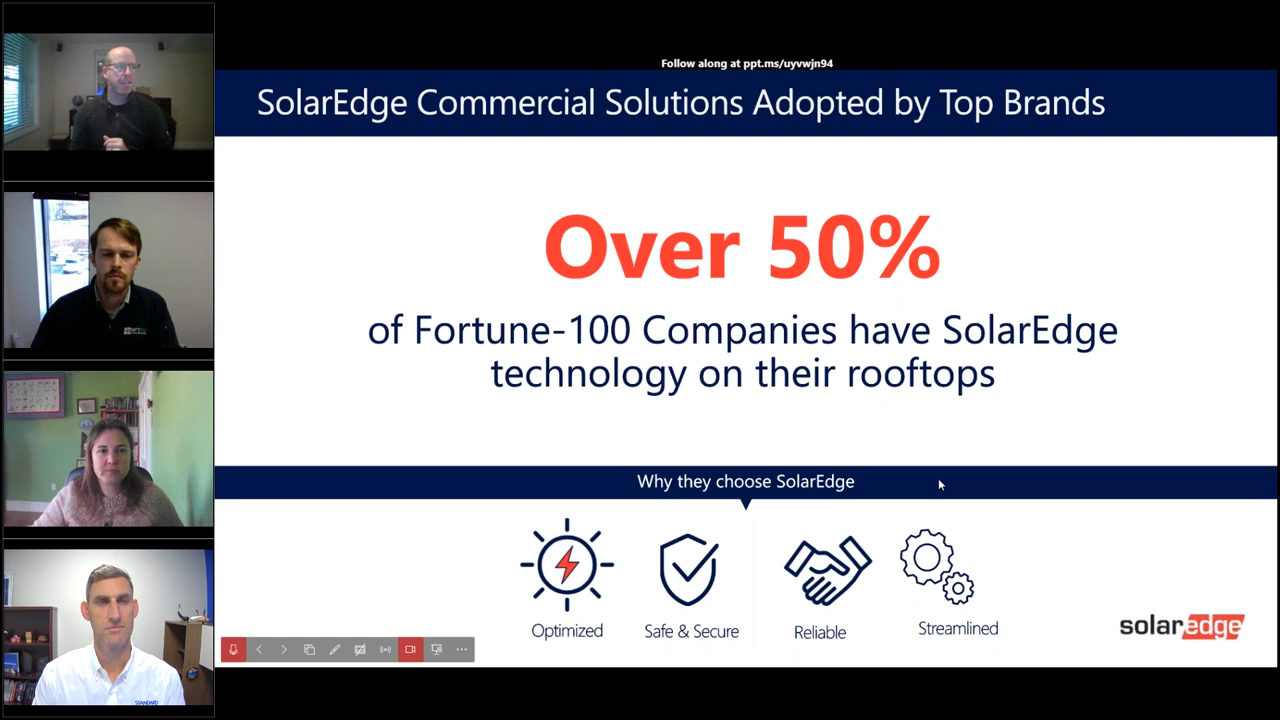 Follow along at ppt.ms/uyvwjn94
SolarEdge Commercial Solutions Adopted by Top Brands
Over 50%
of Fortune-100 Companies have SolarEdge
technology on their rooftops
Why they choose SolarEdge
Optimized
Safe & Secure
Reliable
Streamlined
solaredge
STANDARD